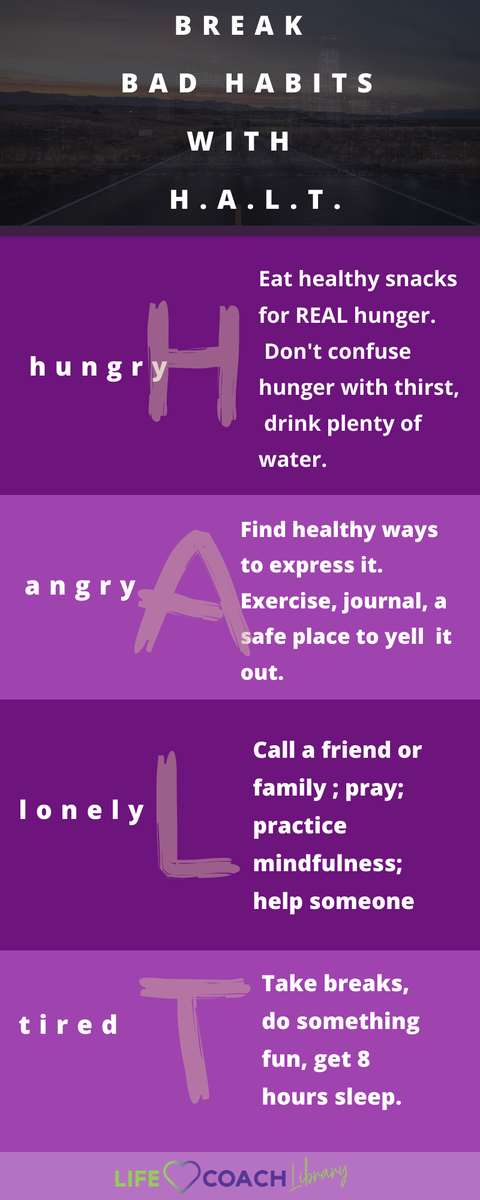 BREAK
BAD HABITS
WITH
H.A.L.T.
hungry
H
Eat healthy snacks
for REAL hunger.
Don't confuse
hunger with thirst,
drink plenty of
water.
angry
A
Find healthy ways
to express it.
Exercise, journal, a
safe place to yell it
out.
lonely
L
Call a friend or
family ; pray;
practice
mindfulness;
help someone
tired
T
Take breaks,
do something
fun, get 8
hours sleep.
LIFE COACH Library